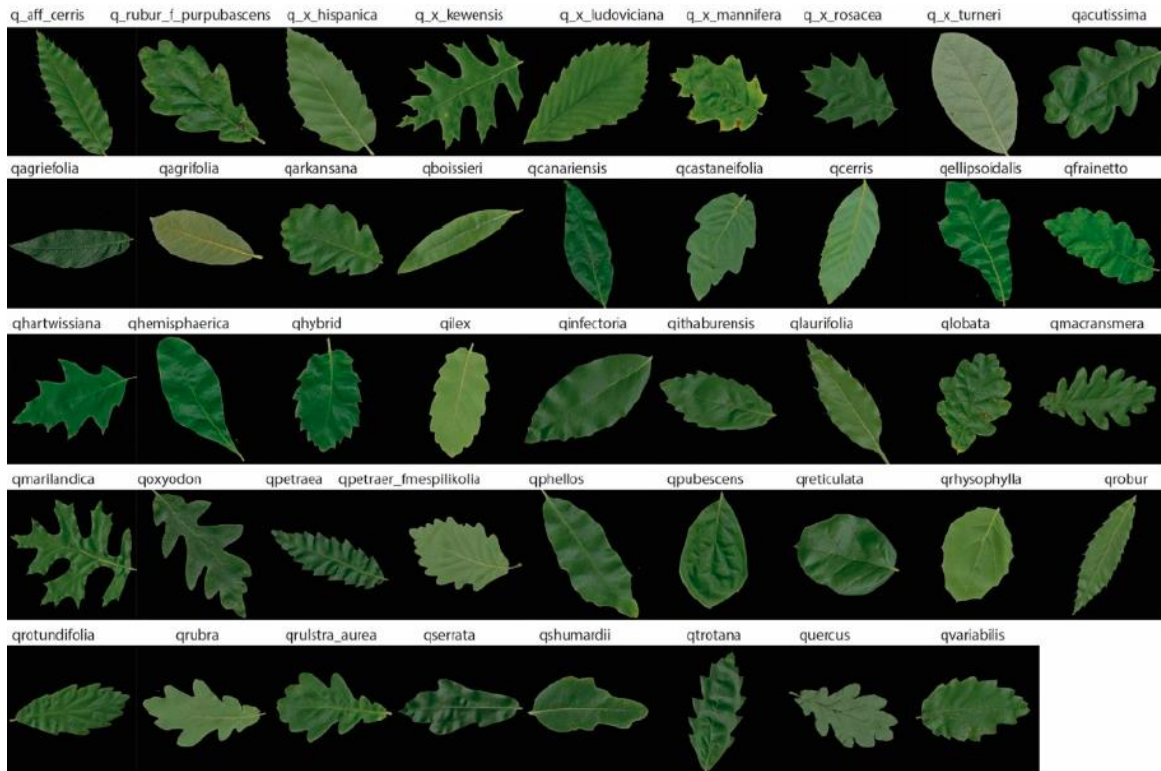 q_aff_cerris q_rubur_f_purpubascens q_x_hispanica q_x_kewensis q_x_ludoviciana q_x_mannifera q_x_rosacea q_x_turneri qacutissima
qagriefolia qagrifolia qarkansana qboissieri qcanariensis qcastaneifolia qcerris qellipsoidalis qfrainetto
qhartwissiana qhemisphaerica qhybrid qilex qinfectoria qithaburensis qlaurifolia qlobata qmacransmera
qmarilandica qoxyodon qpetraea qpetraer_fmespilikolia qphellos qpubescens qreticulata qrhysophylla qrobur
qrotundifolia qrubra qrulstra_aurea qserrata qshumardii qtrotana quercus qvariabilis